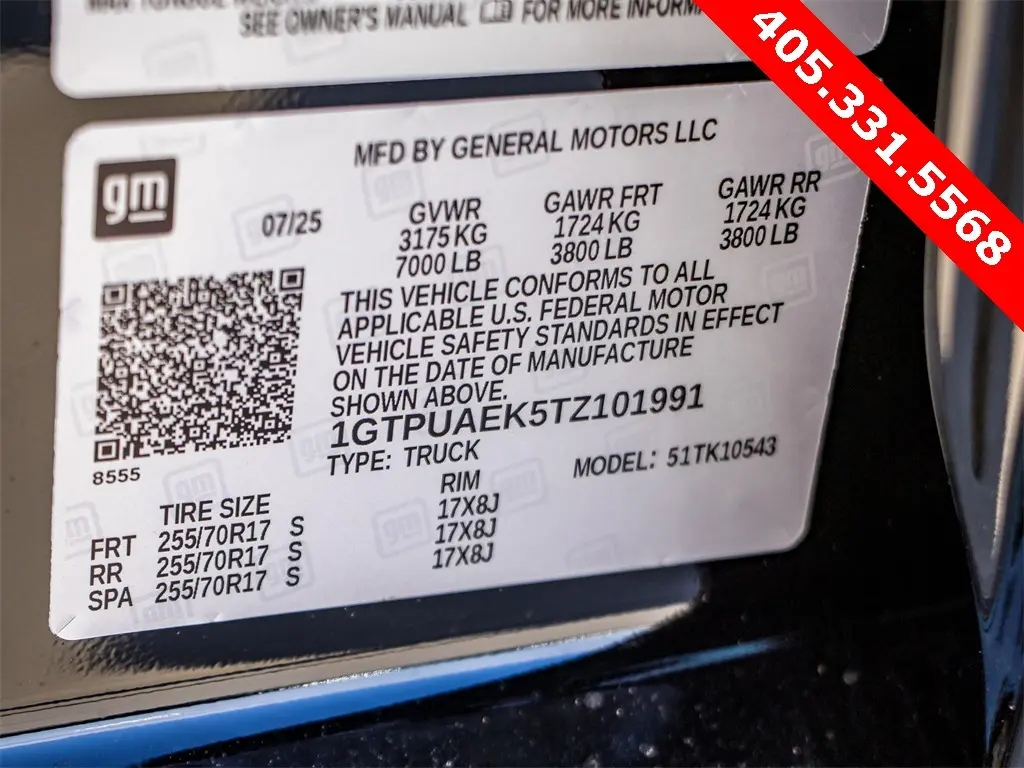 SEE OWNER'S MANUAL FOR MORE
405.331.5568
MFD BY GENERAL MOTORS LLC
gm
07/25
GVWR
3175 KG
7000 LB
GAWR FRT
1724 KG
3800 LB
GAWR RR
1724 KG
3800 LB
THIS VEHICLE CONFORMS TO ALL
APPLICABLE U.S. FEDERAL MOTOR
VEHICLE SAFETY STANDARDS IN EFFECT
ON THE DATE OF MANUFACTURE
SHOWN ABOVE.
1GTPUAEK5TZ101991
TYPE: TRUCK
MODEL: 51TK10543
8555
TIRE SIZE RIM
FRT 255/70R17 S 17X8J
RR 255/70R17 S 17X8J
SPA 255/70R17 S 17X8J